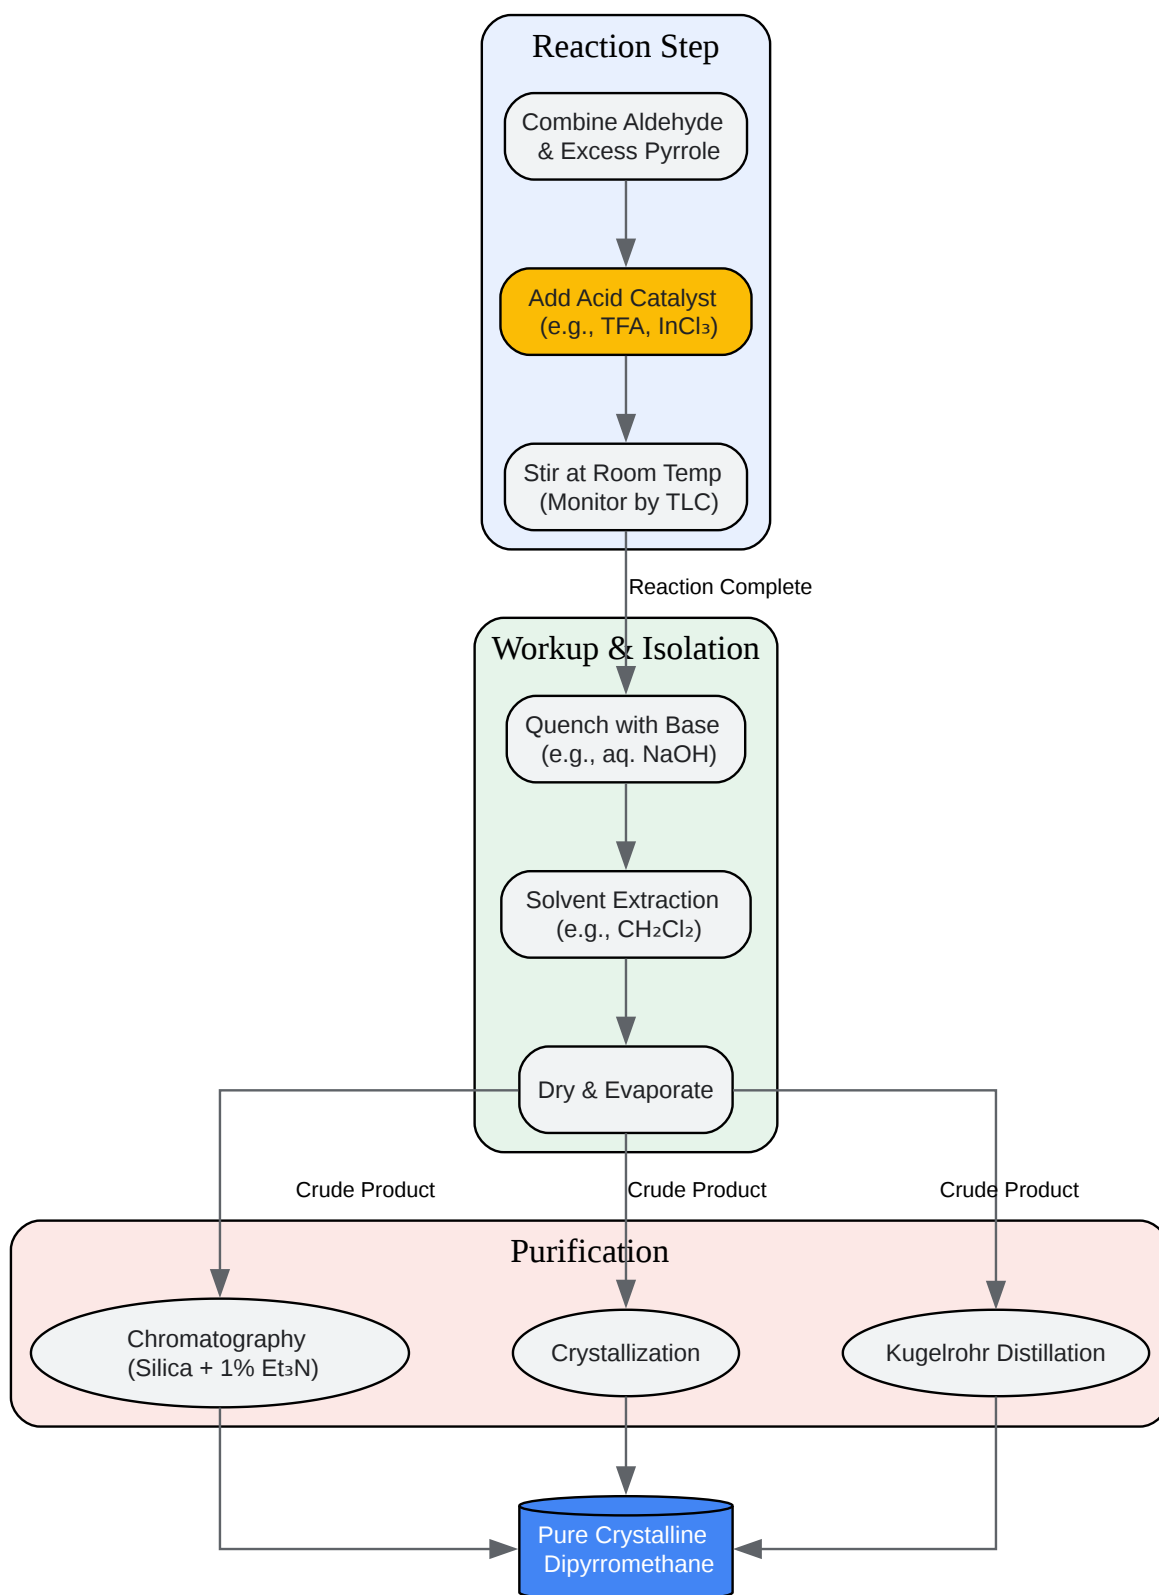 Reaction Step
Combine Aldehyde
& Excess Pyrrole
Add Acid Catalyst
(e.g., TFA, InCl₃)
Stir at Room Temp
(Monitor by TLC)
Reaction Complete
Workup & Isolation
Quench with Base
(e.g., aq. NaOH)
Solvent Extraction
(e.g., CH₂Cl₂)
Dry & Evaporate
Crude Product
Crude Product
Crude Product
Purification
Chromatography
(Silica + 1% Et₃N)
Crystallization
Kugelrohr Distillation
Pure Crystalline
Dipyrromethane